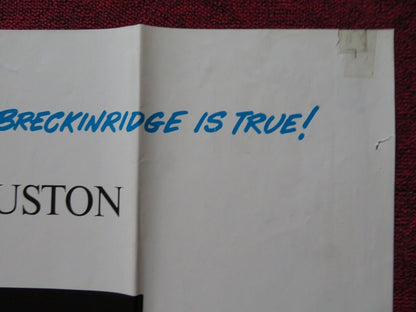 BRECKINRIDGE IS TRUE!
USTON